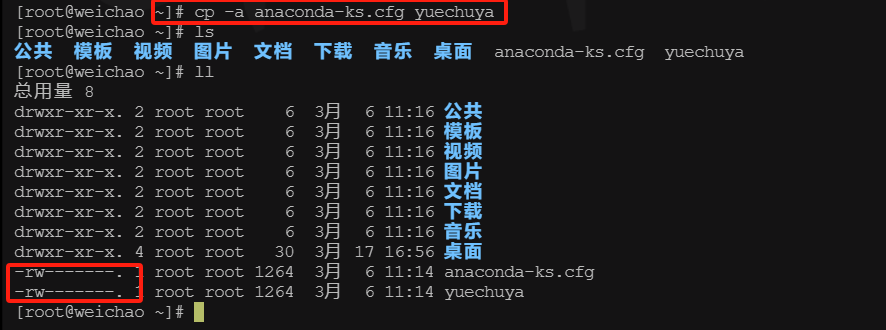 [root@weichao ~]# cp -a anaconda-ks.cfg yuechuya
[root@weichao ~]# ls
公共 模板 视频 图片 文档 下载 音乐 桌面 anaconda-ks.cfg yuechuya
[root@weichao ~]# ll
总用量 8
drwxr-xr-x. 2 root root 6 3月 6 11:16 公共
drwxr-xr-x. 2 root root 6 3月 6 11:16 模板
drwxr-xr-x. 2 root root 6 3月 6 11:16 视频
drwxr-xr-x. 2 root root 6 3月 6 11:16 图片
drwxr-xr-x. 2 root root 6 3月 6 11:16 文档
drwxr-xr-x. 2 root root 6 3月 6 11:16 下载
drwxr-xr-x. 2 root root 6 3月 6 11:16 音乐
drwxr-xr-x. 4 root root 30 3月 17 16:56 桌面
-rw-------. 1 root root 1264 3月 6 11:14 anaconda-ks.cfg
-rw-------. 1 root root 1264 3月 6 11:14 yuechuya
[root@weichao ~]#